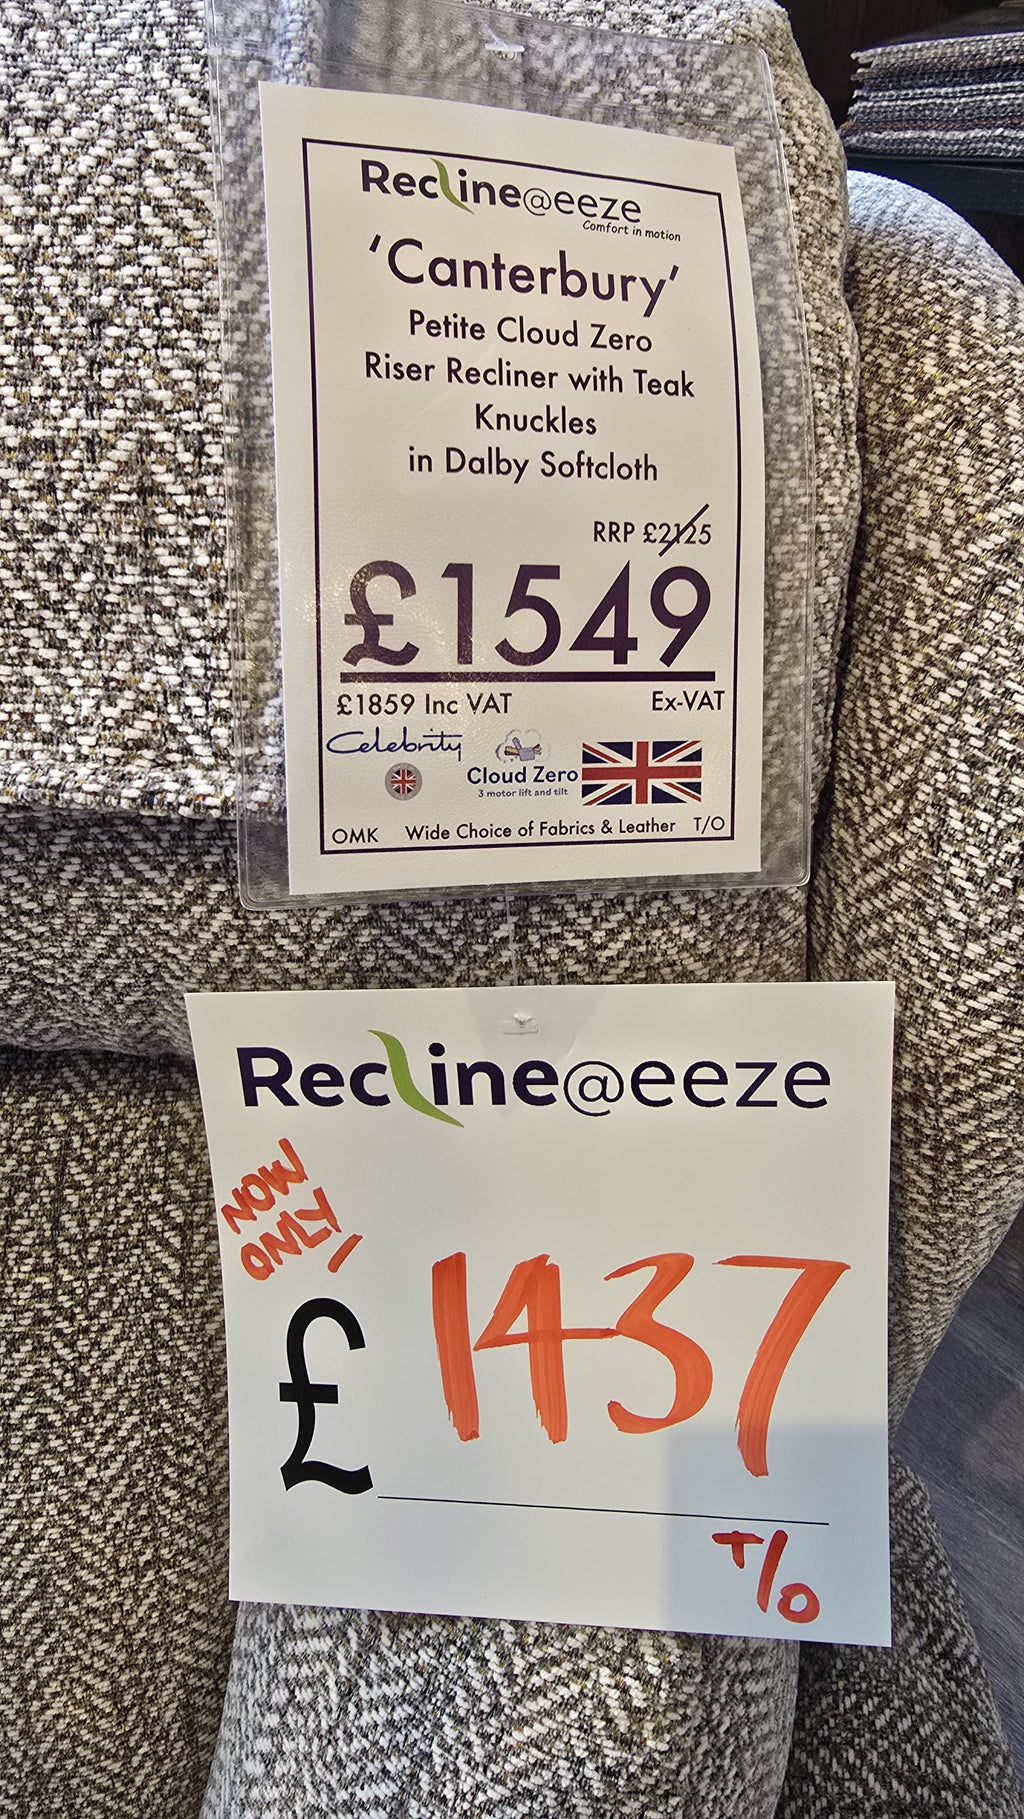 Recline@eeze
Comfort in motion
‘Canterbury’
Petite Cloud Zero
Riser Recliner with Teak
Knuckles
in Dalby Softcloth
RRP £2125
£1549
£1859 Inc VAT Ex-VAT
Celebrity
Cloud Zero
3 motor lift and tilt
OMK Wide Choice of Fabrics & Leather T/O
Recline@eeze
NOW
ONLY!
£1437
T/O